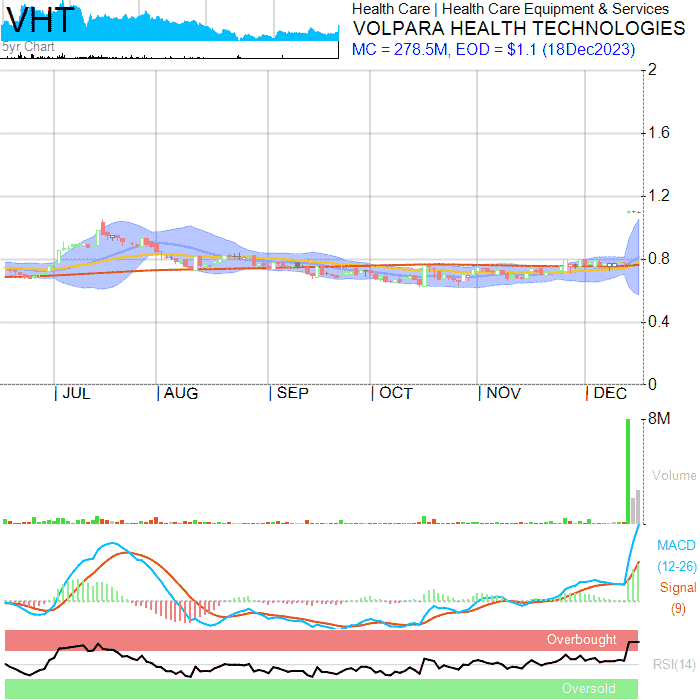 VHT
5yr Chart
Health Care | Health Care Equipment & Services
VOLPARA HEALTH TECHNOLOGIES
MC = 278.5M, EOD = $1.1 (18Dec2023)
2
1.6
1.2
0.8
0.4
0
| JUL | AUG | SEP | OCT | NOV | DEC
8M
Volume
MACD
(12-26)
Signal
(9)
Overbought
RSI(14)
Oversold